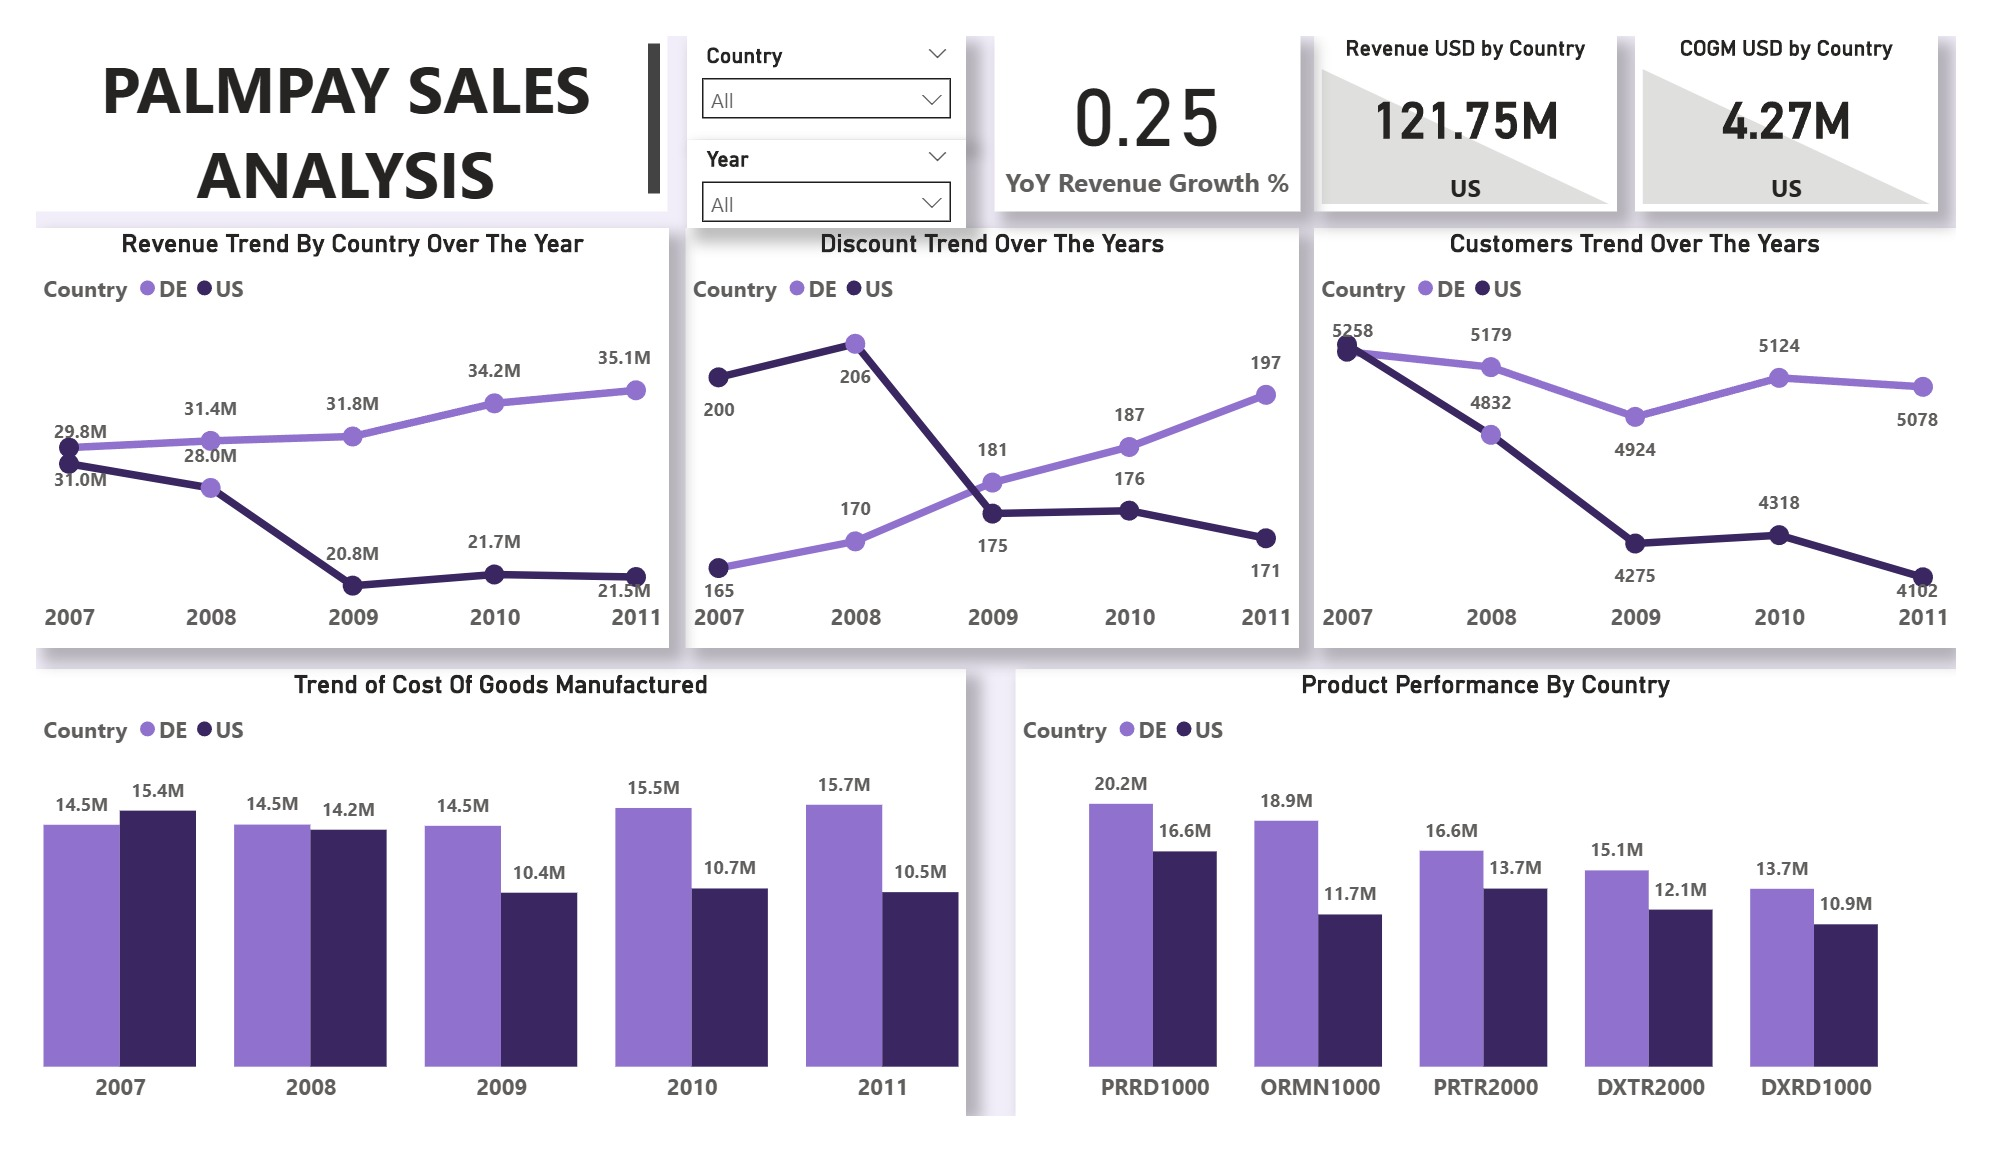 PALMPAY SALES
ANALYSIS
Country
All
Year
All
0.25
YoY Revenue Growth %
Revenue USD by Country
121.75M
US
COGM USD by Country
4.27M
US
Revenue Trend By Country Over The Year
Country DE US
35.1M
34.2M
31.8M
31.4M
29.8M
28.0M
31.0M
20.8M
21.7M
21.5M
2007 2008 2009 2010 2011
Discount Trend Over The Years
Country DE US
197
206
200
187
181
176
170
175
171
165
2007 2008 2009 2010 2011
Customers Trend Over The Years
Country DE US
5258
5179
5124
4832
5078
4924
4318
4275
4102
2007 2008 2009 2010 2011
Trend of Cost Of Goods Manufactured
Country DE US
14.5M 15.4M 14.5M 14.2M 14.5M 10.4M 15.5M 10.7M 15.7M 10.5M
2007 2008 2009 2010 2011
Product Performance By Country
Country DE US
20.2M 16.6M 18.9M 11.7M 16.6M 13.7M 15.1M 12.1M 13.7M 10.9M
PRRD1000 ORMN1000 PRTR2000 DXTR2000 DXRD1000